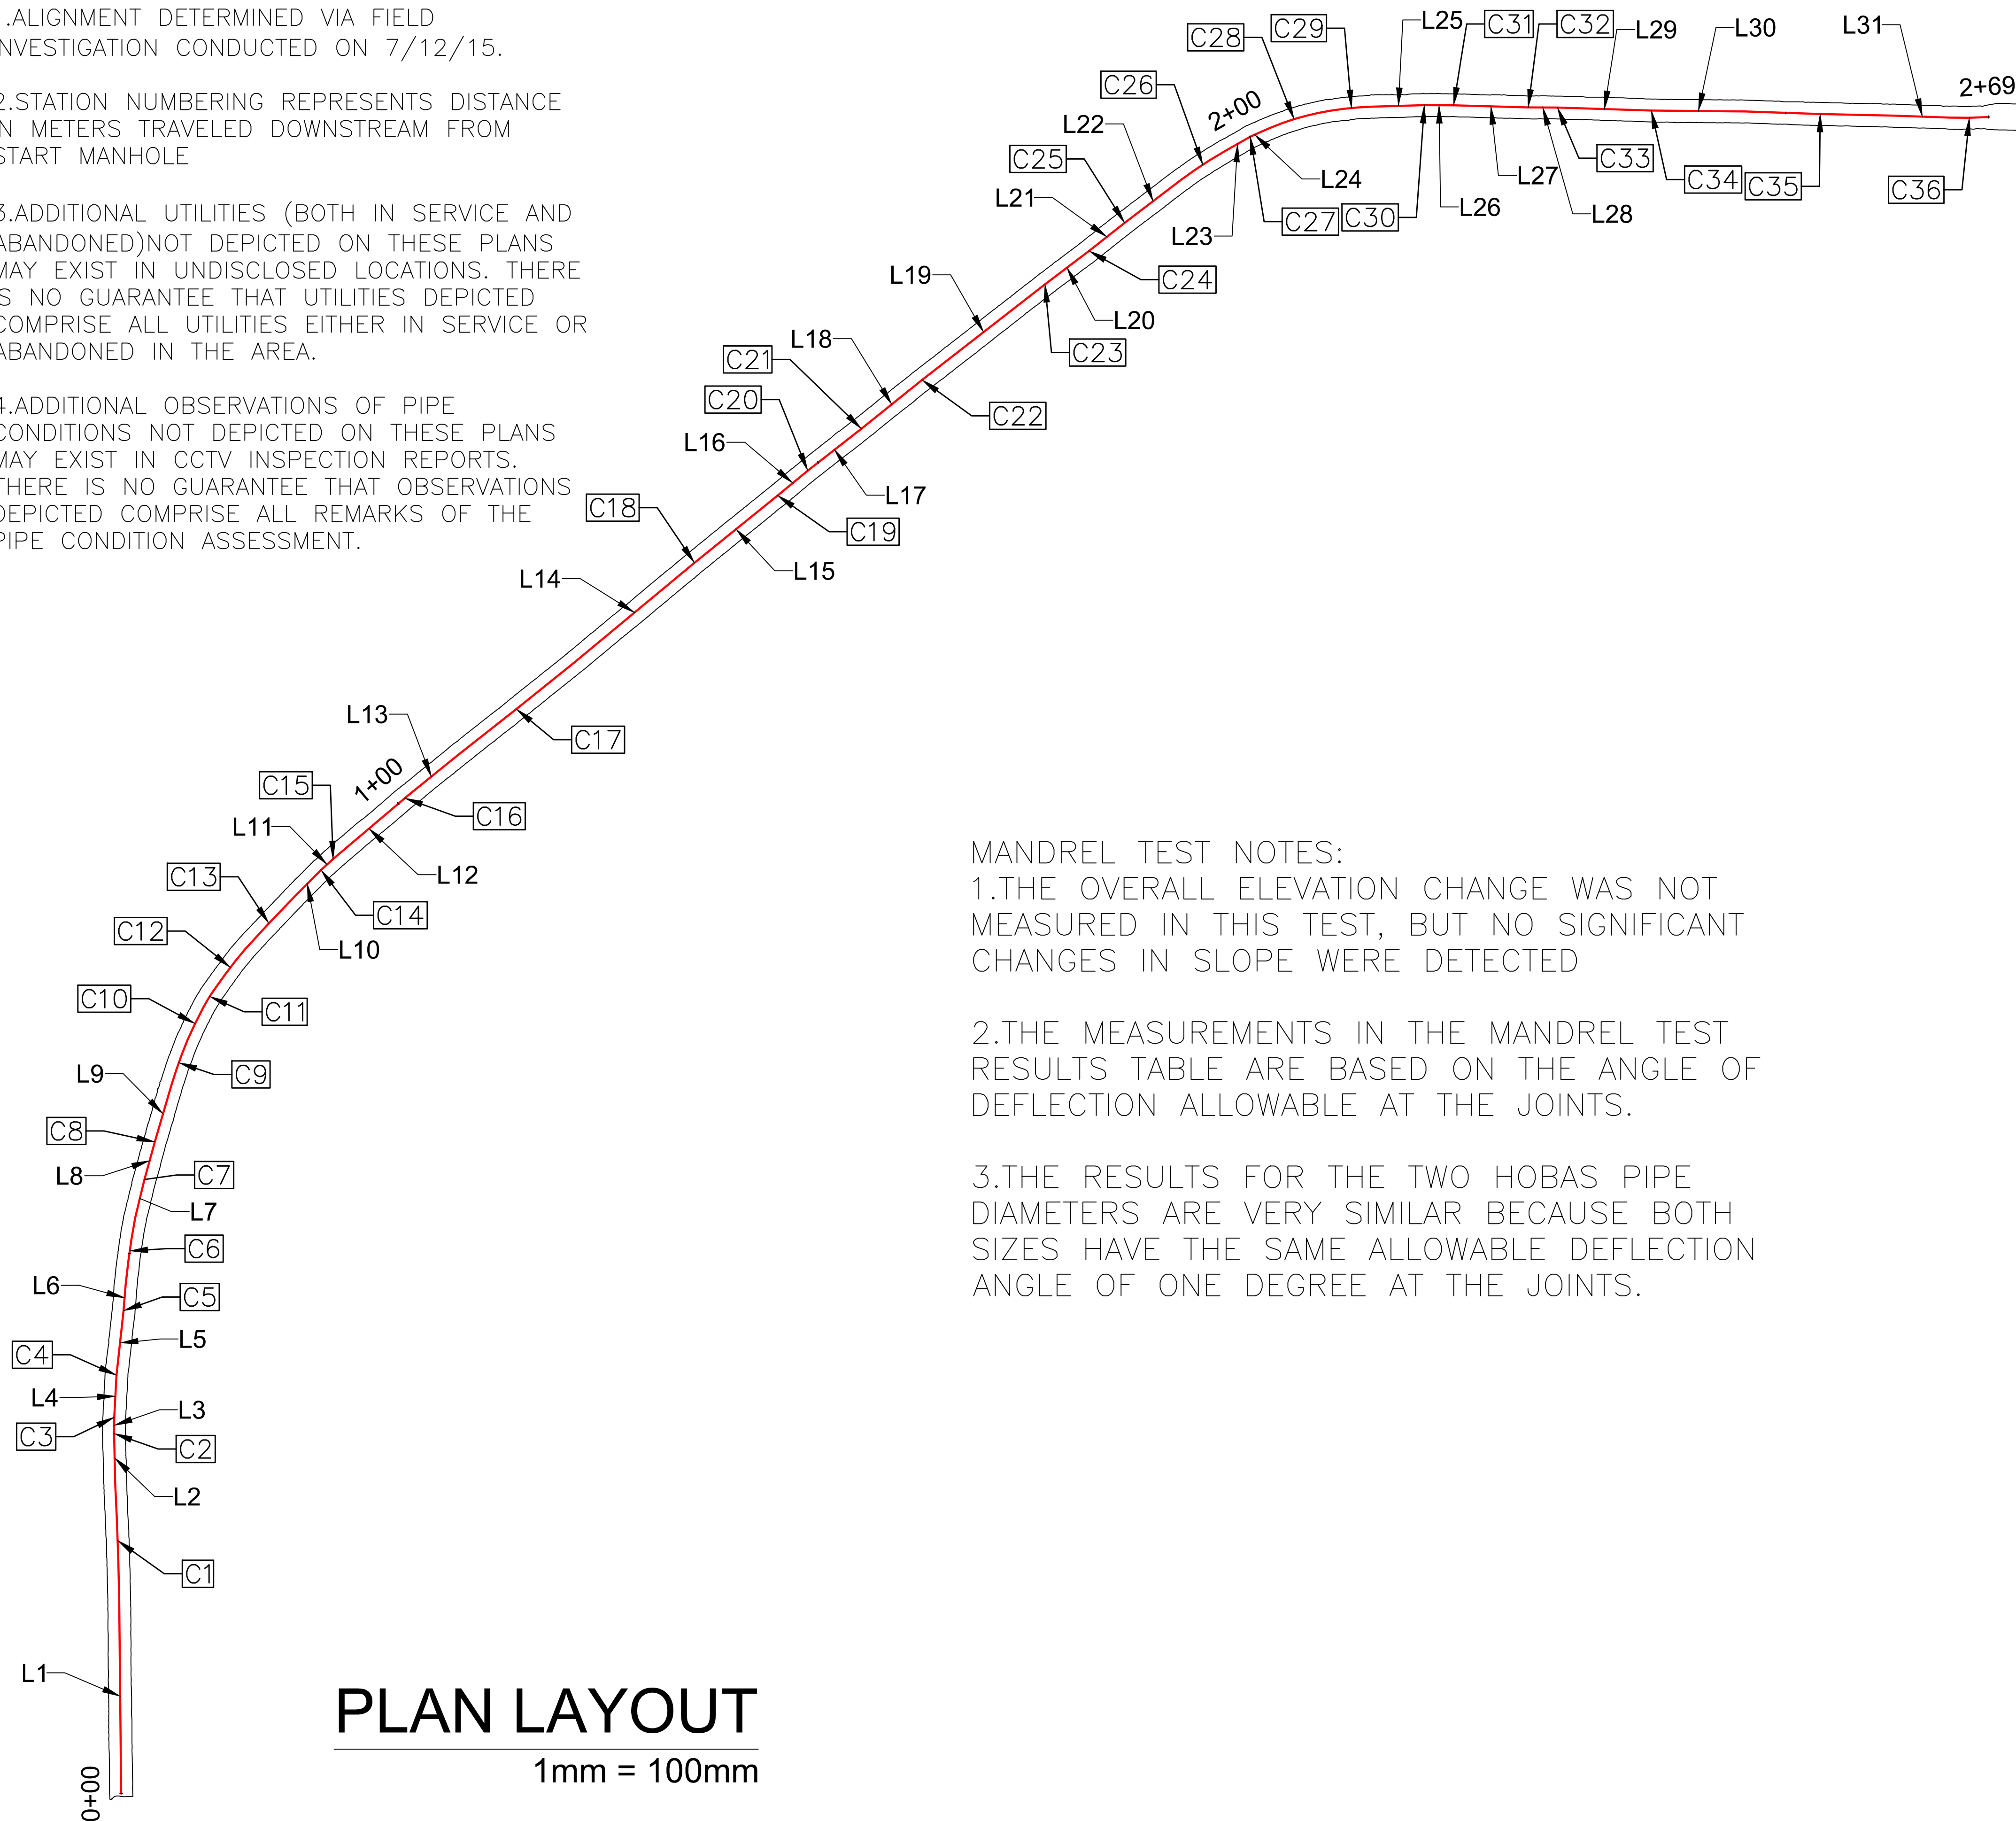 .ALIGNMENT DETERMINED VIA FIELD
INVESTIGATION CONDUCTED ON 7/12/15.
2.STATION NUMBERING REPRESENTS DISTANCE
IN METERS TRAVELED DOWNSTREAM FROM
START MANHOLE
3.ADDITIONAL UTILITIES (BOTH IN SERVICE AND
ABANDONED)NOT DEPICTED ON THESE PLANS
MAY EXIST IN UNDISCLOSED LOCATIONS. THERE
IS NO GUARANTEE THAT UTILITIES DEPICTED
COMPRISE ALL UTILITIES EITHER IN SERVICE OR
ABANDONED IN THE AREA.
4.ADDITIONAL OBSERVATIONS OF PIPE
CONDITIONS NOT DEPICTED ON THESE PLANS
MAY EXIST IN CCTV INSPECTION REPORTS.
THERE IS NO GUARANTEE THAT OBSERVATIONS
DEPICTED COMPRISE ALL REMARKS OF THE
PIPE CONDITION ASSESSMENT.
L25
C31
C32
L29
L30
L31
C29
C28
2+69
C26
2+00
L22
C25
L21
L24
C33
L27
C34
C35
C36
L23
C27
C30
L26
L28
C24
L19
L20
L18
C23
C21
C20
C22
L16
L17
C18
C19
L14
L15
L13
C17
1+00
C15
C16
L11
C13
L12
C14
C12
L10
C10
C11
L9
C9
C8
L8
C7
L7
C6
L6
C5
L5
C4
L4
L3
C3
C2
L2
C1
L1
0+00
MANDREL TEST NOTES:
1.THE OVERALL ELEVATION CHANGE WAS NOT
MEASURED IN THIS TEST, BUT NO SIGNIFICANT
CHANGES IN SLOPE WERE DETECTED
2.THE MEASUREMENTS IN THE MANDREL TEST
RESULTS TABLE ARE BASED ON THE ANGLE OF
DEFLECTION ALLOWABLE AT THE JOINTS.
3.THE RESULTS FOR THE TWO HOBAS PIPE
DIAMETERS ARE VERY SIMILAR BECAUSE BOTH
SIZES HAVE THE SAME ALLOWABLE DEFLECTION
ANGLE OF ONE DEGREE AT THE JOINTS.
PLAN LAYOUT
1mm = 100mm